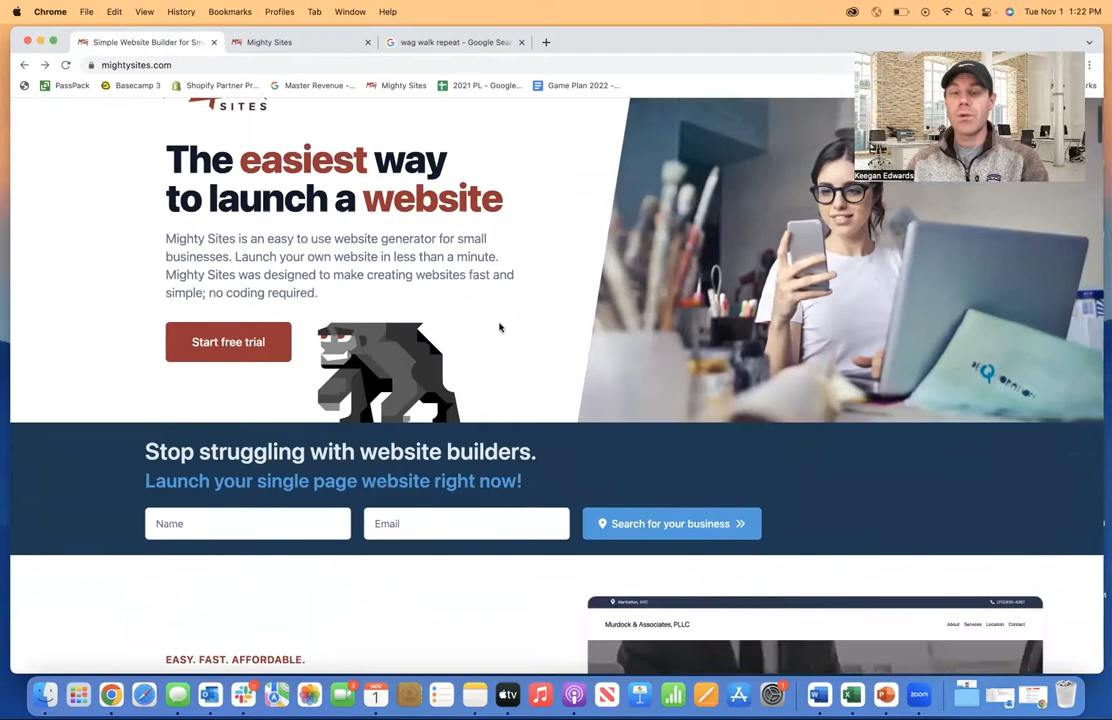 Chrome File Edit View History Bookmarks Profiles Tab Window Help
Tue Nov 1 1:22 PM
Simple Website Builder for Sm
Mighty Sites
wag walk repeat - Google Sear
mightysites.com
PassPack
Basecamp 3
Shopify Partner Pr...
Master Revenue -...
Mighty Sites
2021 PL - Google...
Game Plan 2022 -...
Keegan Edwards
SITES
The easiest way
to launch a website
Mighty Sites is an easy to use website generator for small
businesses. Launch your own website in less than a minute.
Mighty Sites was designed to make creating websites fast and
simple; no coding required.
Start free trial
Stop struggling with website builders.
Launch your single page website right now!
Name
Email
Search for your business
EASY. FAST. AFFORDABLE.
Manhattan, NYC
Murdock & Associates, PLLC
About Services Location Contact
NOV
1
tv
zoom